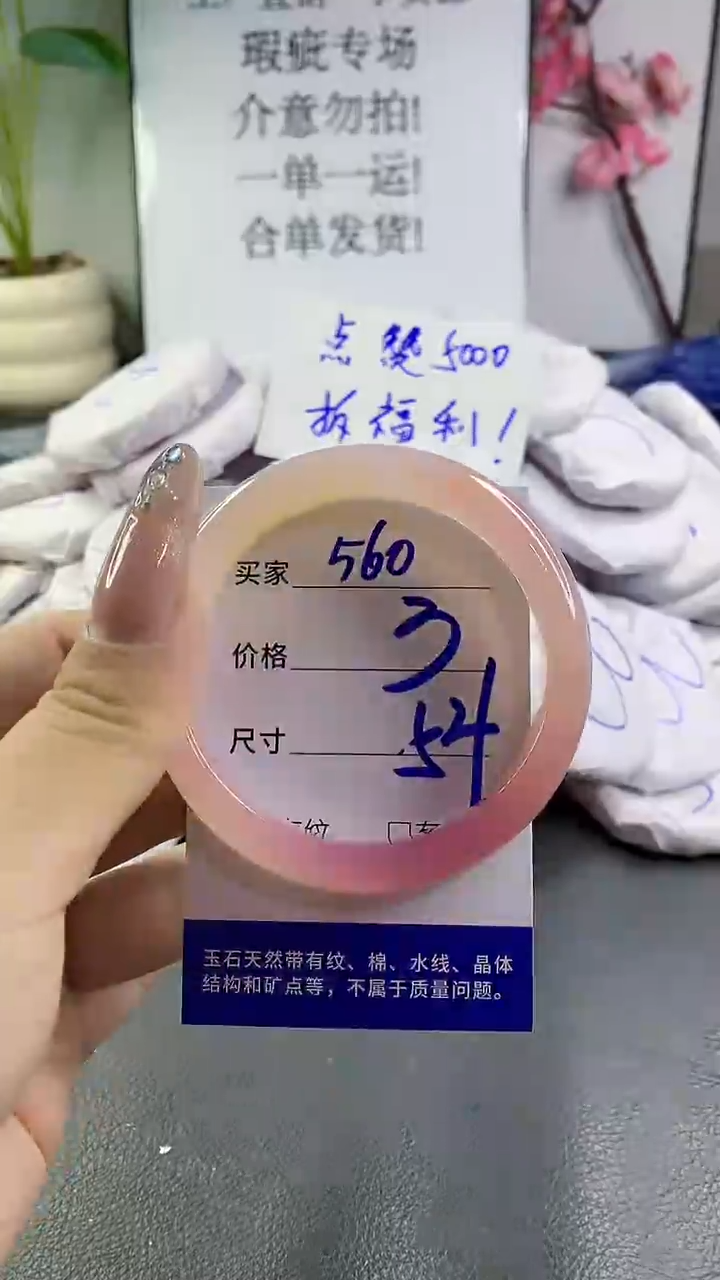 瑕疵专场
介意勿拍!
一单一运!
合单发货!
点赞5000
拆福利!
买家 560
价格
尺寸 54
玉石天然带有纹、棉、水线、晶体
结构和矿点等，不属于质量问题。